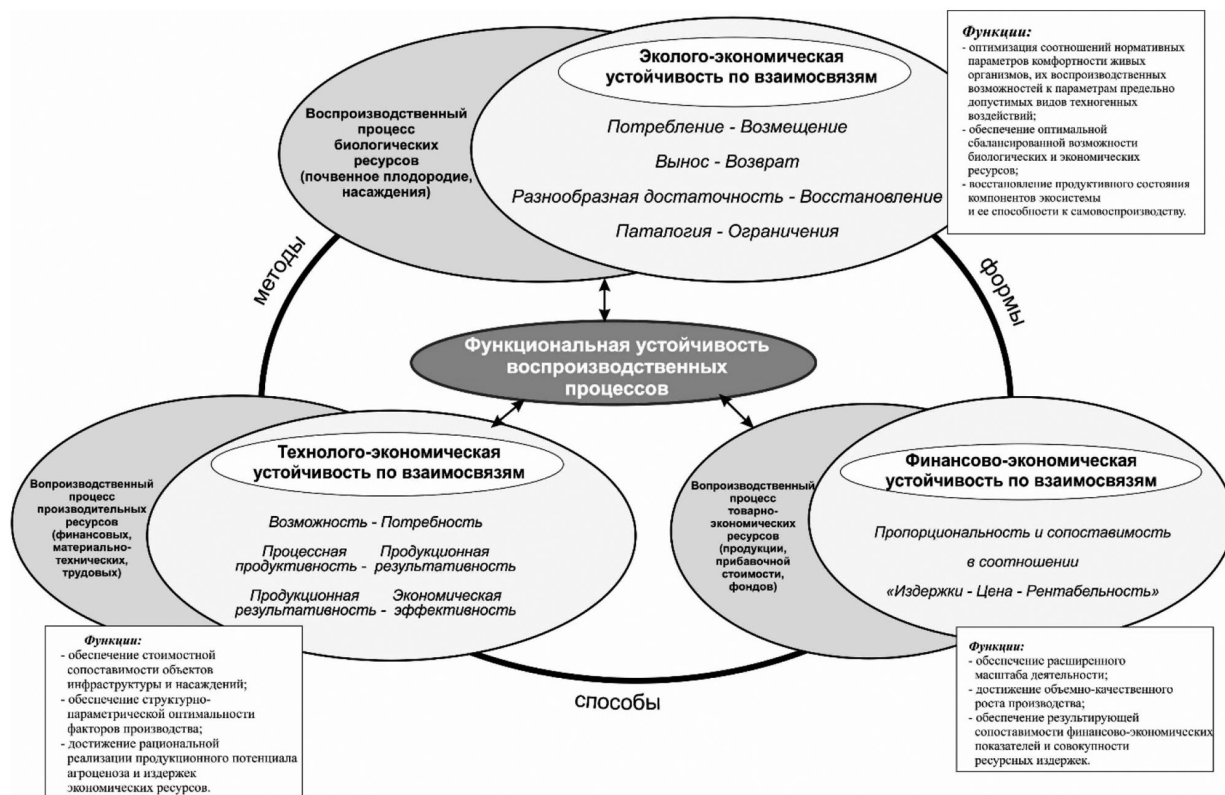 Эколого-экономическая
устойчивость по взаимосвязям
Воспроизводственный
процесс
биологических
ресурсов
(почвенное плодородие,
насаждения)
Потребление - Возмещение
Вынос - Возврат
Разнообразная достаточность - Восстановление
Паталогия - Ограничения
Функции:
- оптимизация соотношений нормативных
параметров комфортности живых
организмов, их воспроизводственных
возможностей к параметрам предельно
допустимых видов техногенных
воздействий;
- обеспечение оптимальной
сбалансированной возможности
биологических и экономических
ресурсов;
- восстановление продуктивного состояния
компонентов экосистемы
и ее способности к самовоспроизводству.
методы
формы
Функциональная устойчивость
воспроизводственных
процессов
Технолого-экономическая
устойчивость по взаимосвязям
Вопроизводственный
процесс
производительных
ресурсов
(финансовых,
материально-
технических,
трудовых)
Возможность - Потребность
Процессная Продукционная
продуктивность - результативность
Продукционная Экономическая
результативность - эффективность
Функции:
- обеспечение стоимостной
сопоставимости объектов
инфраструктуры и насаждений;
- обеспечение структурно-
параметрической оптимальности
факторов производства;
- достижение рациональной
реализации продукционного потенциала
агроценоза и издержек
экономических ресурсов.
способы
Финансово-экономическая
устойчивость по взаимосвязям
Вопроизводственный
процесс
товарно-
экономических
ресурсов
(продукции,
прибавочной
стоимости,
фондов)
Пропорциональность и сопоставимость
в соотношении
«Издержки - Цена - Рентабельность»
Функции:
- обеспечение расширенного
масштаба деятельности;
- достижение объемно-качественного
роста производства;
- обеспечение результирующей
сопоставимости финансово-экономических
показателей и совокупности
ресурсных издержек.